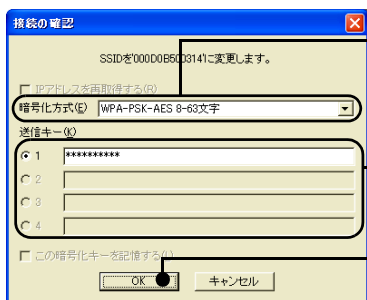 接続の確認
SSIDを'000D0B500314'に変更します。
IPアドレスを再取得する(R)
暗号化方式(E) WPA-PSK-AES 8-63文字
送信キー(K)
1 **********
2
3
4
この暗号化キーを記憶する(L)
OK キャンセル